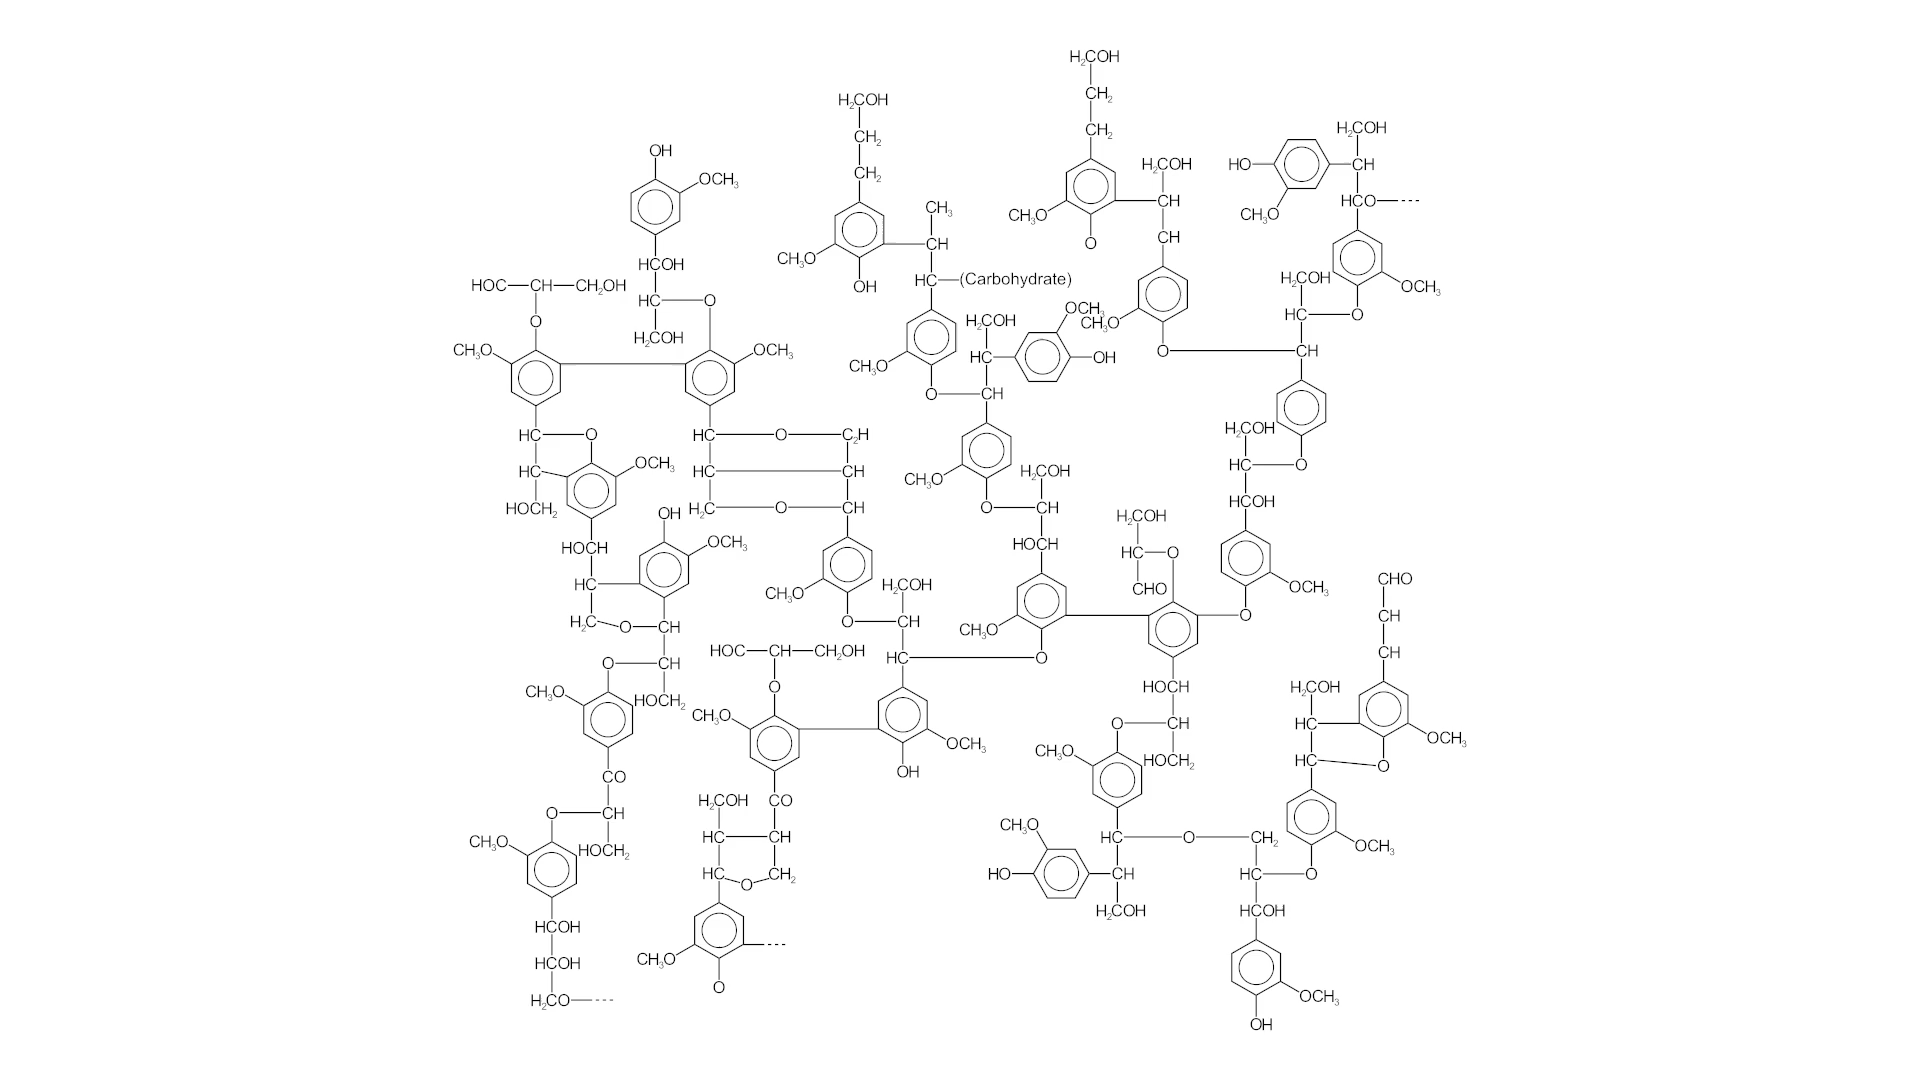 H₂COH
H₂COH
CH₂
H₂COH
CH₂
CH₂
OH
H₂COH
HO
CH
CH₂
OCH₃
CH₃
CH₃O
CH
HCO
CH₃O
CH
CH
CH₃O
O
HCOH
OH
HC
(Carbohydrate)
H₂COH
HOC
CH
CH₂OH
OCH₃
HC
O
OCH₃
HC
O
O
H₂COH
CH₃O
H₂COH
CH₃O
OCH₃
HC
OH
O
CH
CH₃O
O
CH
H₂COH
HC
O
HC
O
C₂H
HC
OCH₃
HC
CH
CH₃O
H₂COH
HC
O
HOCH₂
H₂C
O
CH
O
CH
HCOH
OH
H₂COH
OCH₃
HOCH
HOCH
HC
O
HC
CH₃O
H₂COH
CHO
OCH₃
CHO
H₂C
O
CH
O
CH
CH₃O
O
CH
O
CH
HOC
CH
CH₂OH
HC
O
CH
CH₃O
HOCH₂
O
HOCH
H₂COH
CH₃O
O
CH
HC
OCH₃
OCH₃
CH₃O
HOCH₂
HC
O
CO
OH
H₂COH
CO
O
CH
CH₃O
HC
CH
CH₃O
HC
O
CH₂
OCH₃
CH₃O
HOCH₂
HC
O
CH₂
HO
CH
HC
O
HCOH
H₂COH
HCOH
HCOH
CH₃O
H₂CO
O
OCH₃
OH